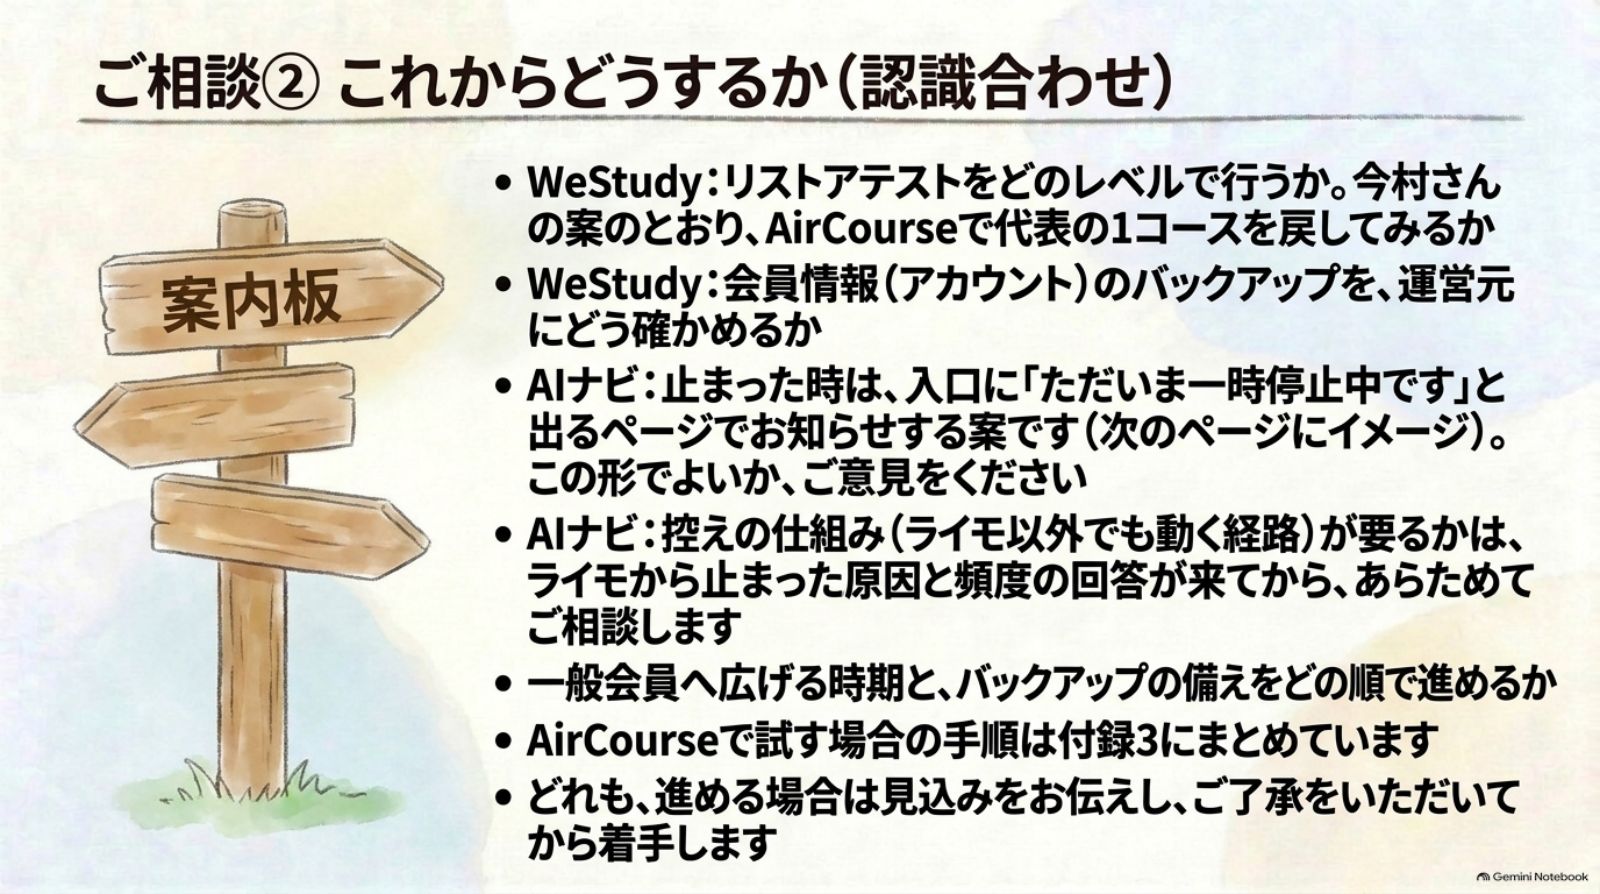 ご相談② これからどうするか（認識合わせ）
案内板
• WeStudy：リストアテストをどのレベルで行うか。今村さん
の案のとおり、AirCourseで代表の1コースを戻してみるか
• WeStudy：会員情報（アカウント）のバックアップを、運営元
にどう確かめるか
• AIナビ：止まった時は、入口に「ただいま一時停止中です」と
出るページでお知らせする案です（次のページにイメージ）。
この形でよいか、ご意見をください
• AIナビ：控えの仕組み（ライモ以外でも動く経路）が要るかは、
ライモから止まった原因と頻度の回答が来てから、あらためて
ご相談します
• 一般会員へ広げる時期と、バックアップの備えをどの順で進めるか
• AirCourseで試す場合の手順は付録3にまとめています
• どれも、進める場合は見込みをお伝えし、ご了承をいただいて
から着手します
Gemini Notebook